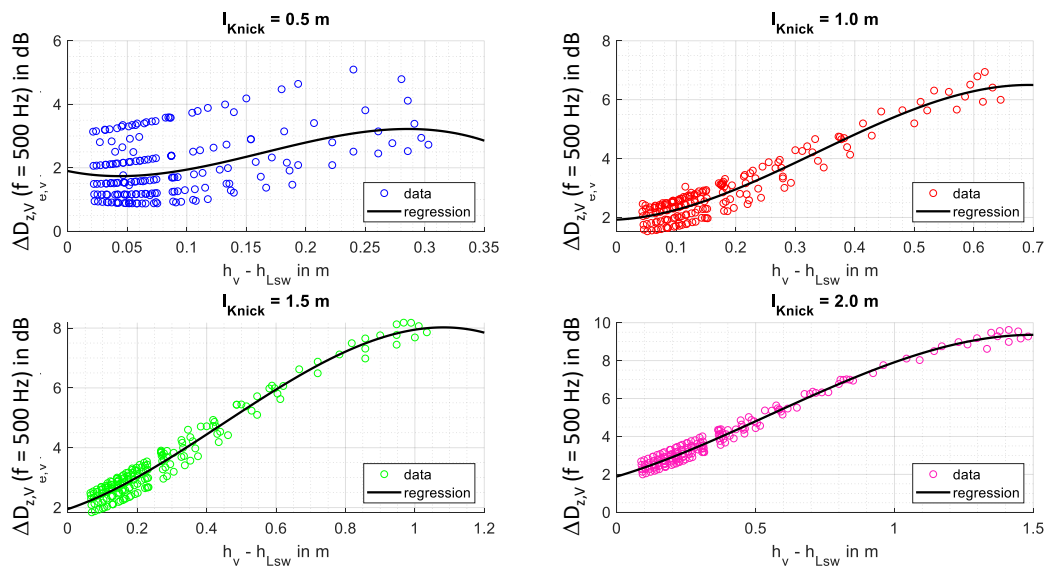 l_Knick = 0.5 m
ΔD_z,V_e,v (f = 500 Hz) in dB
6
4
2
0
data
regression
0 0.05 0.1 0.15 0.2 0.25 0.3 0.35
h_v - h_Lsw in m
l_Knick = 1.0 m
ΔD_z,V_e,v (f = 500 Hz) in dB
8
6
4
2
data
regression
0 0.1 0.2 0.3 0.4 0.5 0.6 0.7
h_v - h_Lsw in m
l_Knick = 1.5 m
ΔD_z,V_e,v (f = 500 Hz) in dB
8
6
4
2
data
regression
0 0.2 0.4 0.6 0.8 1 1.2
h_v - h_Lsw in m
l_Knick = 2.0 m
ΔD_z,V_e,v (f = 500 Hz) in dB
10
8
6
4
2
0
data
regression
0 0.5 1 1.5
h_v - h_Lsw in m